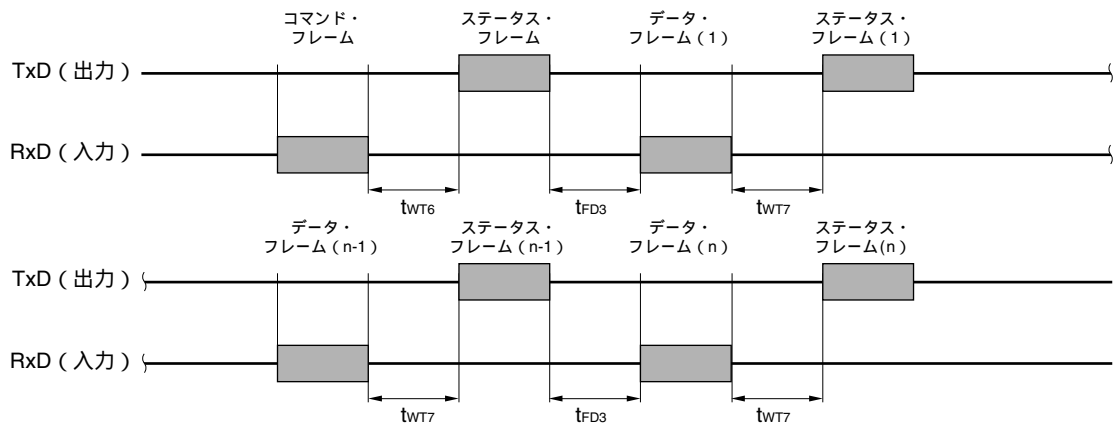 コマンド・
フレーム
ステータス・
フレーム
データ・
フレーム(1)
ステータス・
フレーム(1)
TxD(出力)
RxD(入力)
tWT6
tFD3
tWT7
データ・
フレーム(n-1)
ステータス・
フレーム(n-1)
データ・
フレーム(n)
ステータス・
フレーム(n)
TxD(出力)
RxD(入力)
tWT7
tFD3
tWT7